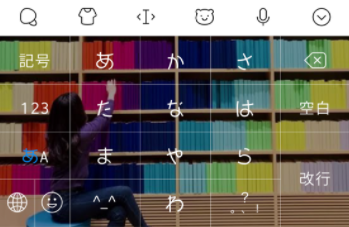 記号 あ か さ
123 た な は 空白
あA ま や ら 改行
^_^ わ 。、?!